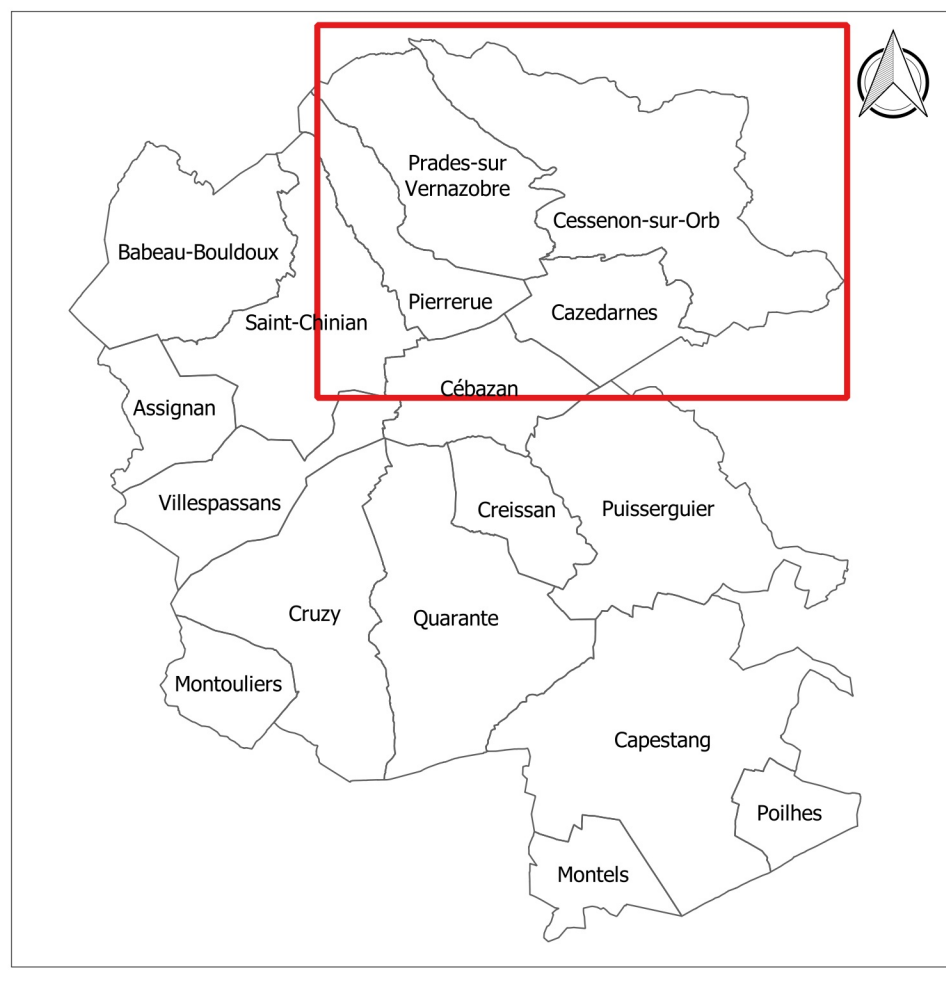 Prades-sur
Vernazobre
Cessenon-sur-Orb
Babeau-Bouldoux
Pierrerue
Cazedarnes
Saint-Chinian
Cébazan
Assignan
Villespassans
Creissan
Puisserguier
Cruzy
Quarante
Montouliers
Capestang
Poilhes
Montels